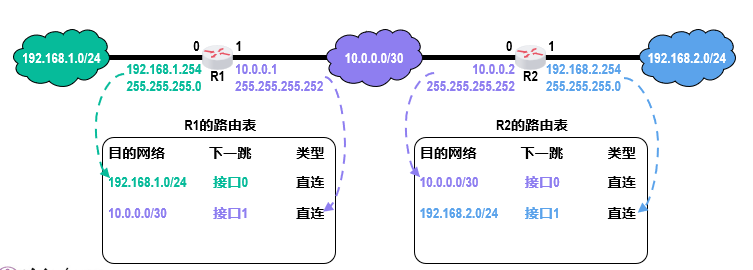 0 1 0 1
192.168.1.0/24 10.0.0.0/30 192.168.2.0/24
192.168.1.254 R1 10.0.0.1 10.0.0.2 R2 192.168.2.254
255.255.255.0 255.255.255.252 255.255.255.252 255.255.255.0
R1的路由表 R2的路由表
目的网络 下一跳 类型 目的网络 下一跳 类型
192.168.1.0/24 接口0 直连 10.0.0.0/30 接口0 直连
10.0.0.0/30 接口1 直连 192.168.2.0/24 接口1 直连